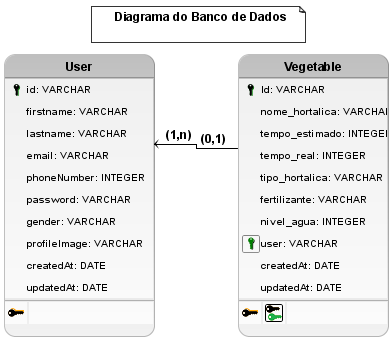 Diagrama do Banco de Dados
User
id: VARCHAR
firstname: VARCHAR
lastname: VARCHAR
email: VARCHAR
phoneNumber: INTEGER
password: VARCHAR
gender: VARCHAR
profileImage: VARCHAR
createdAt: DATE
updatedAt: DATE
(1,n)
(0,1)
Vegetable
Id: VARCHAR
nome_hortalica: VARCHA
tempo_estimado: INTEGE
tempo_real: INTEGER
tipo_hortalica: VARCHAR
fertilizante: VARCHAR
nivel_agua: INTEGER
user: VARCHAR
createdAt: DATE
updatedAt: DATE